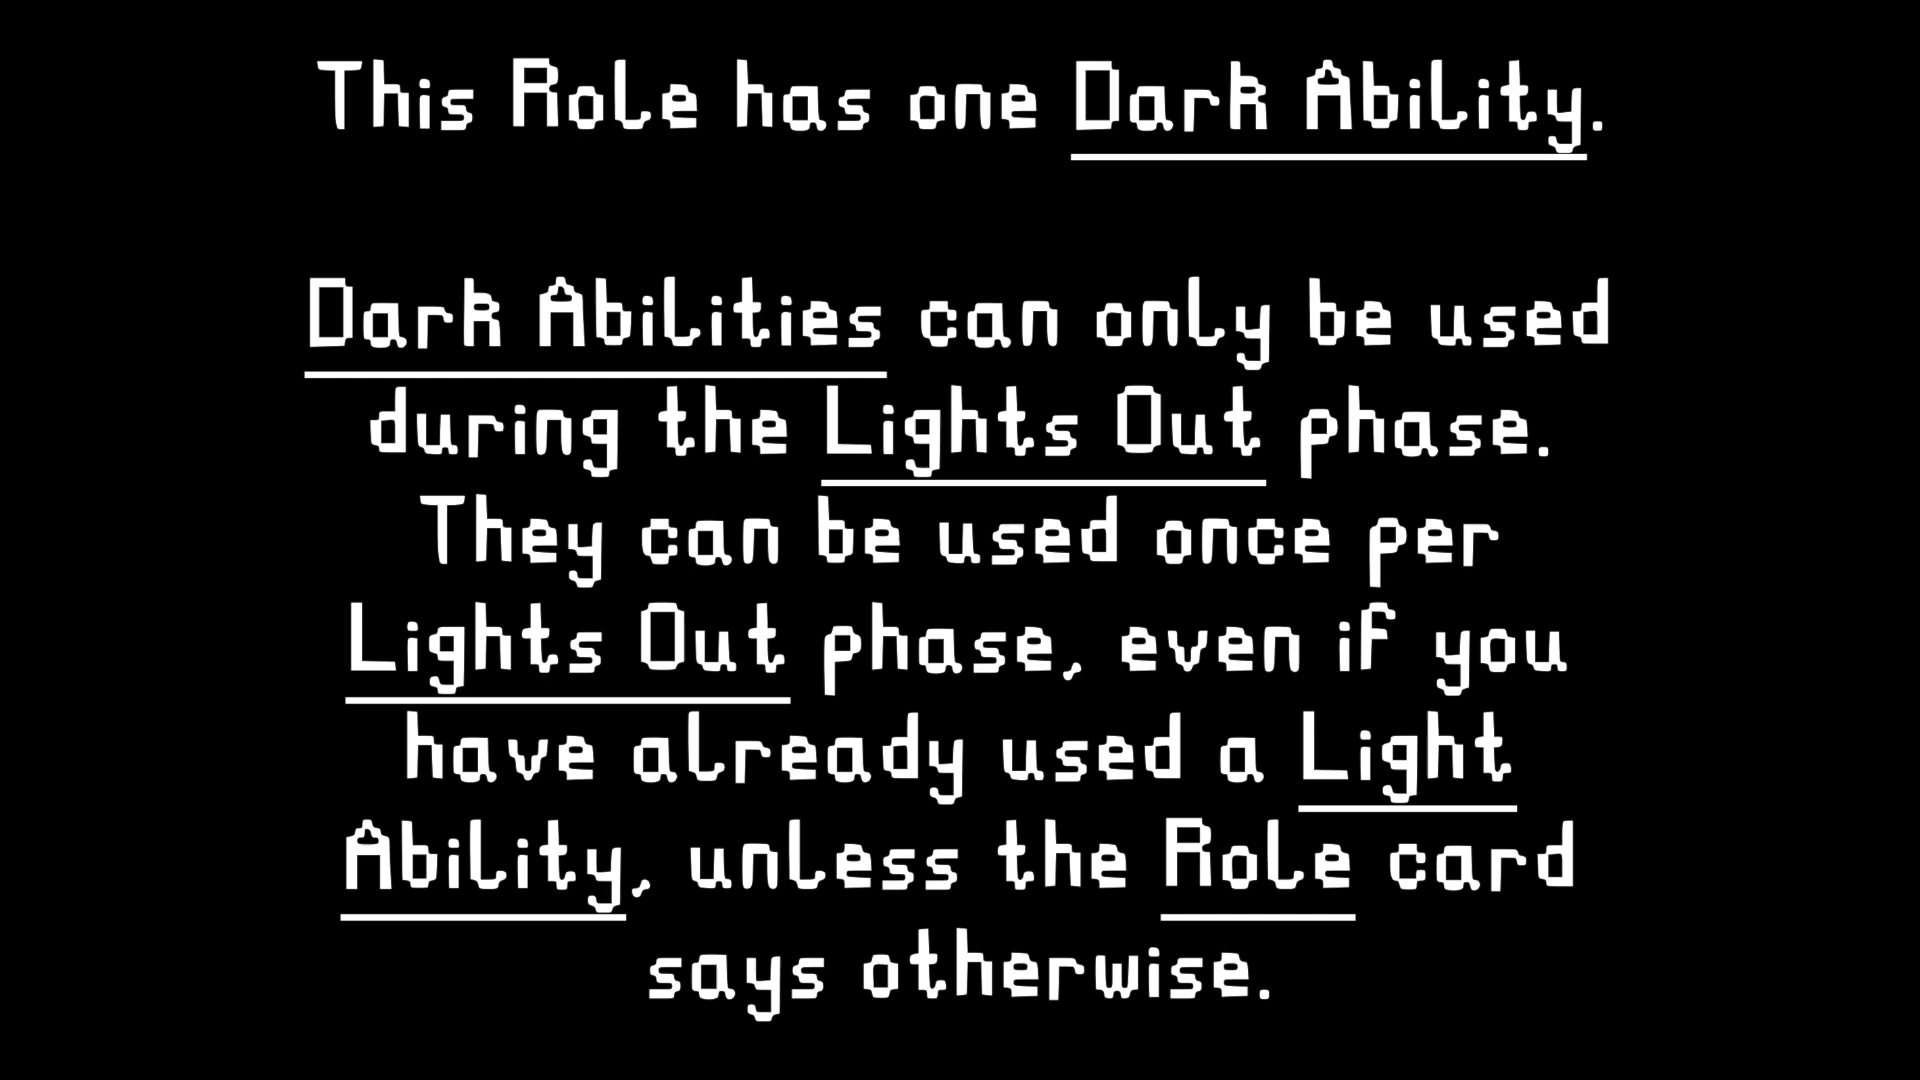 This Role has one Dark Ability.
Dark Abilities can only be used
during the Lights Out phase.
They can be used once per
Lights Out phase, even if you
have already used a Light
Ability, unless the Role card
says otherwise.